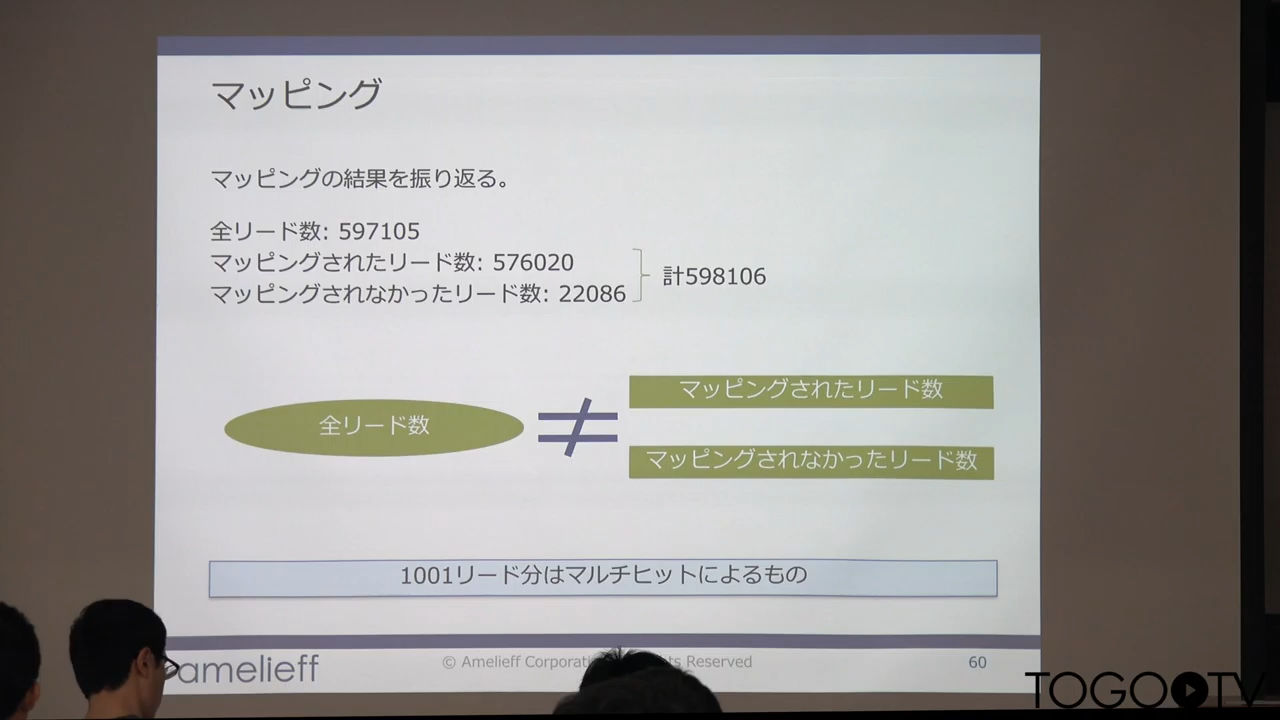 マッピング
マッピングの結果を振り返る。
全リード数: 597105
マッピングされたリード数: 576020
マッピングされなかったリード数: 22086
計598106
全リード数
≠
マッピングされたリード数
マッピングされなかったリード数
1001リード分はマルチヒットによるもの
amelieff
© Amelieff Reserved
60
TOGOTV